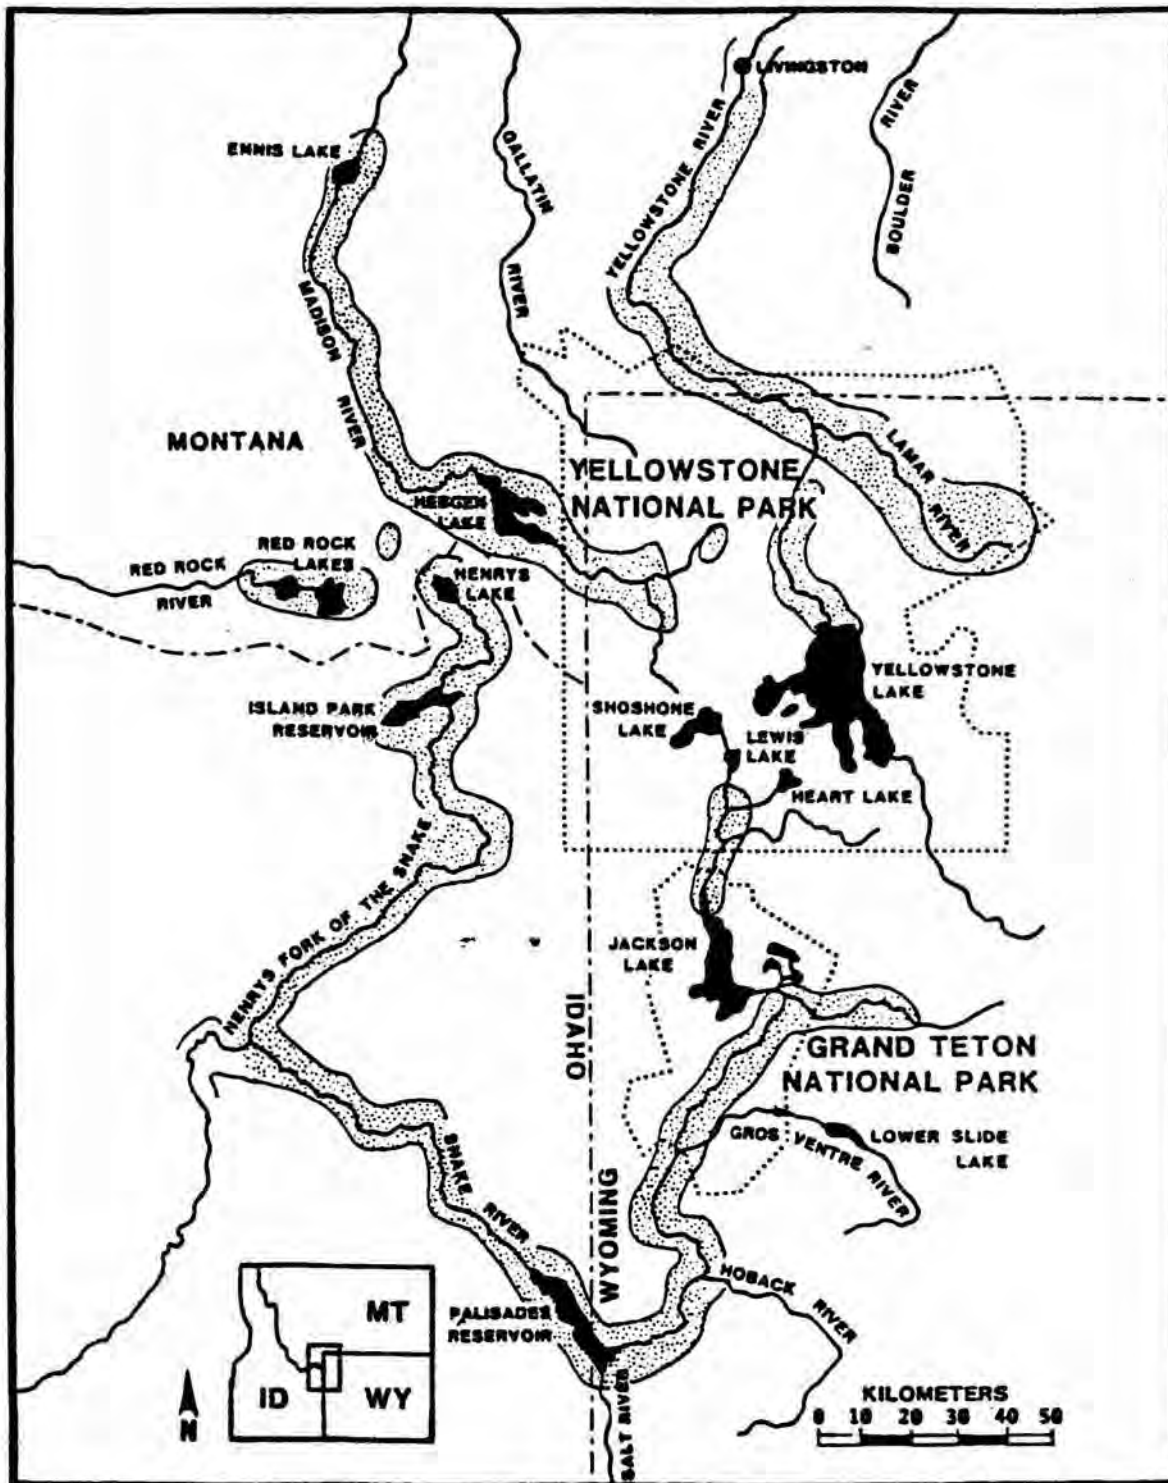 LIVINGSTON
ENNIS LAKE
GALLATIN
RIVER
YELLOWSTONE RIVER
BOULDER
RIVER
MADISON
RIVER
MONTANA
LAMAR
RIVER
YELLOWSTONE
NATIONAL PARK
HEBGEN
LAKE
RED ROCK
LAKES
RED ROCK
RIVER
HENRYS
LAKE
YELLOWSTONE
LAKE
ISLAND PARK
RESERVOIR
SHOSHONE
LAKE
LEWIS
LAKE
HEART LAKE
HENRYS FORK OF THE SNAKE
JACKSON
LAKE
IDAHO
WYOMING
GRAND TETON
NATIONAL PARK
GROS VENTRE RIVER
LOWER SLIDE
LAKE
SNAKE RIVER
HOBACK RIVER
PALISADES
RESERVOIR
SALT RIVER
MT
ID
WY
N
KILOMETERS
0 10 20 30 40 50